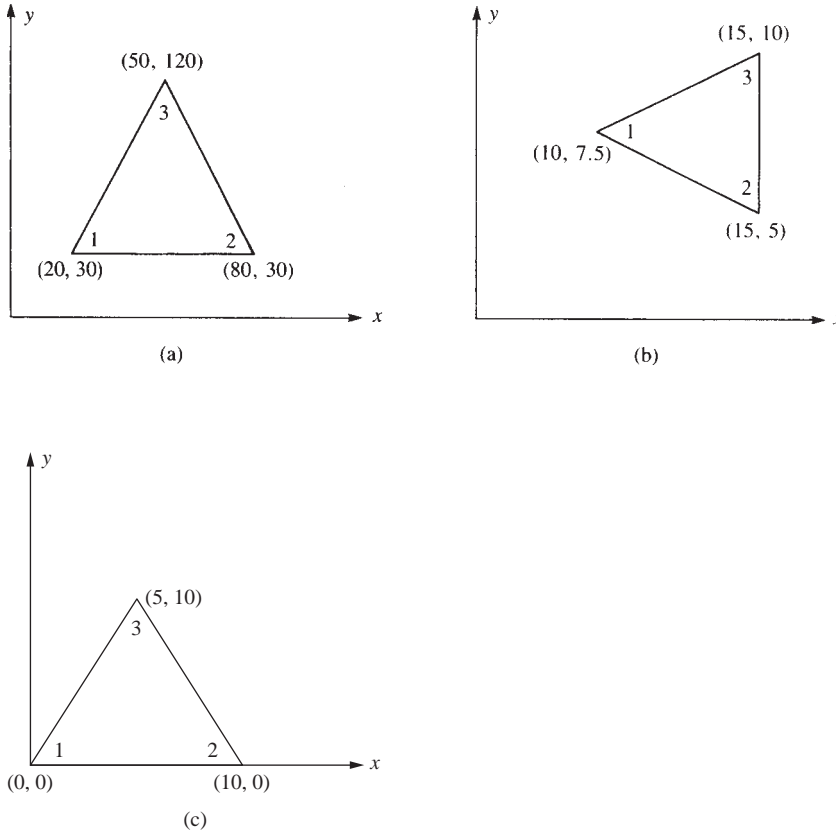 y
(50, 120)
3
1
2
(20, 30)
(80, 30)
x
(a)
y
(15, 10)
3
1
(10, 7.5)
2
(15, 5)
(b)
y
(5, 10)
3
1
2
x
(0, 0)
(10, 0)
(c)